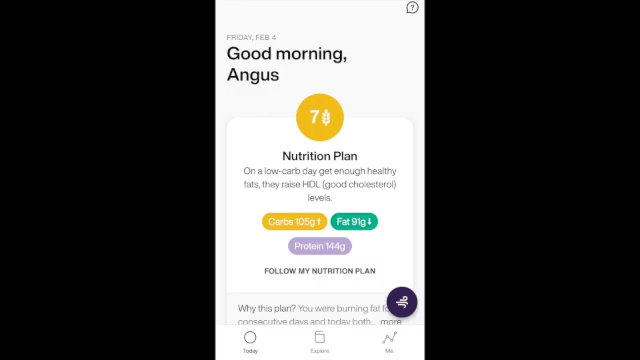 FRIDAY, FEB 4
Good morning,
Angus
7
Nutrition Plan
On a low-carb day get enough healthy
fats, they raise HDL (good cholesterol)
levels.
Carbs 105g ↑ Fat 91g ↓
Protein 144g
FOLLOW MY NUTRITION PLAN
Why this plan? You were burning fat fo
consecutive days and today both... more
Today Explore Me